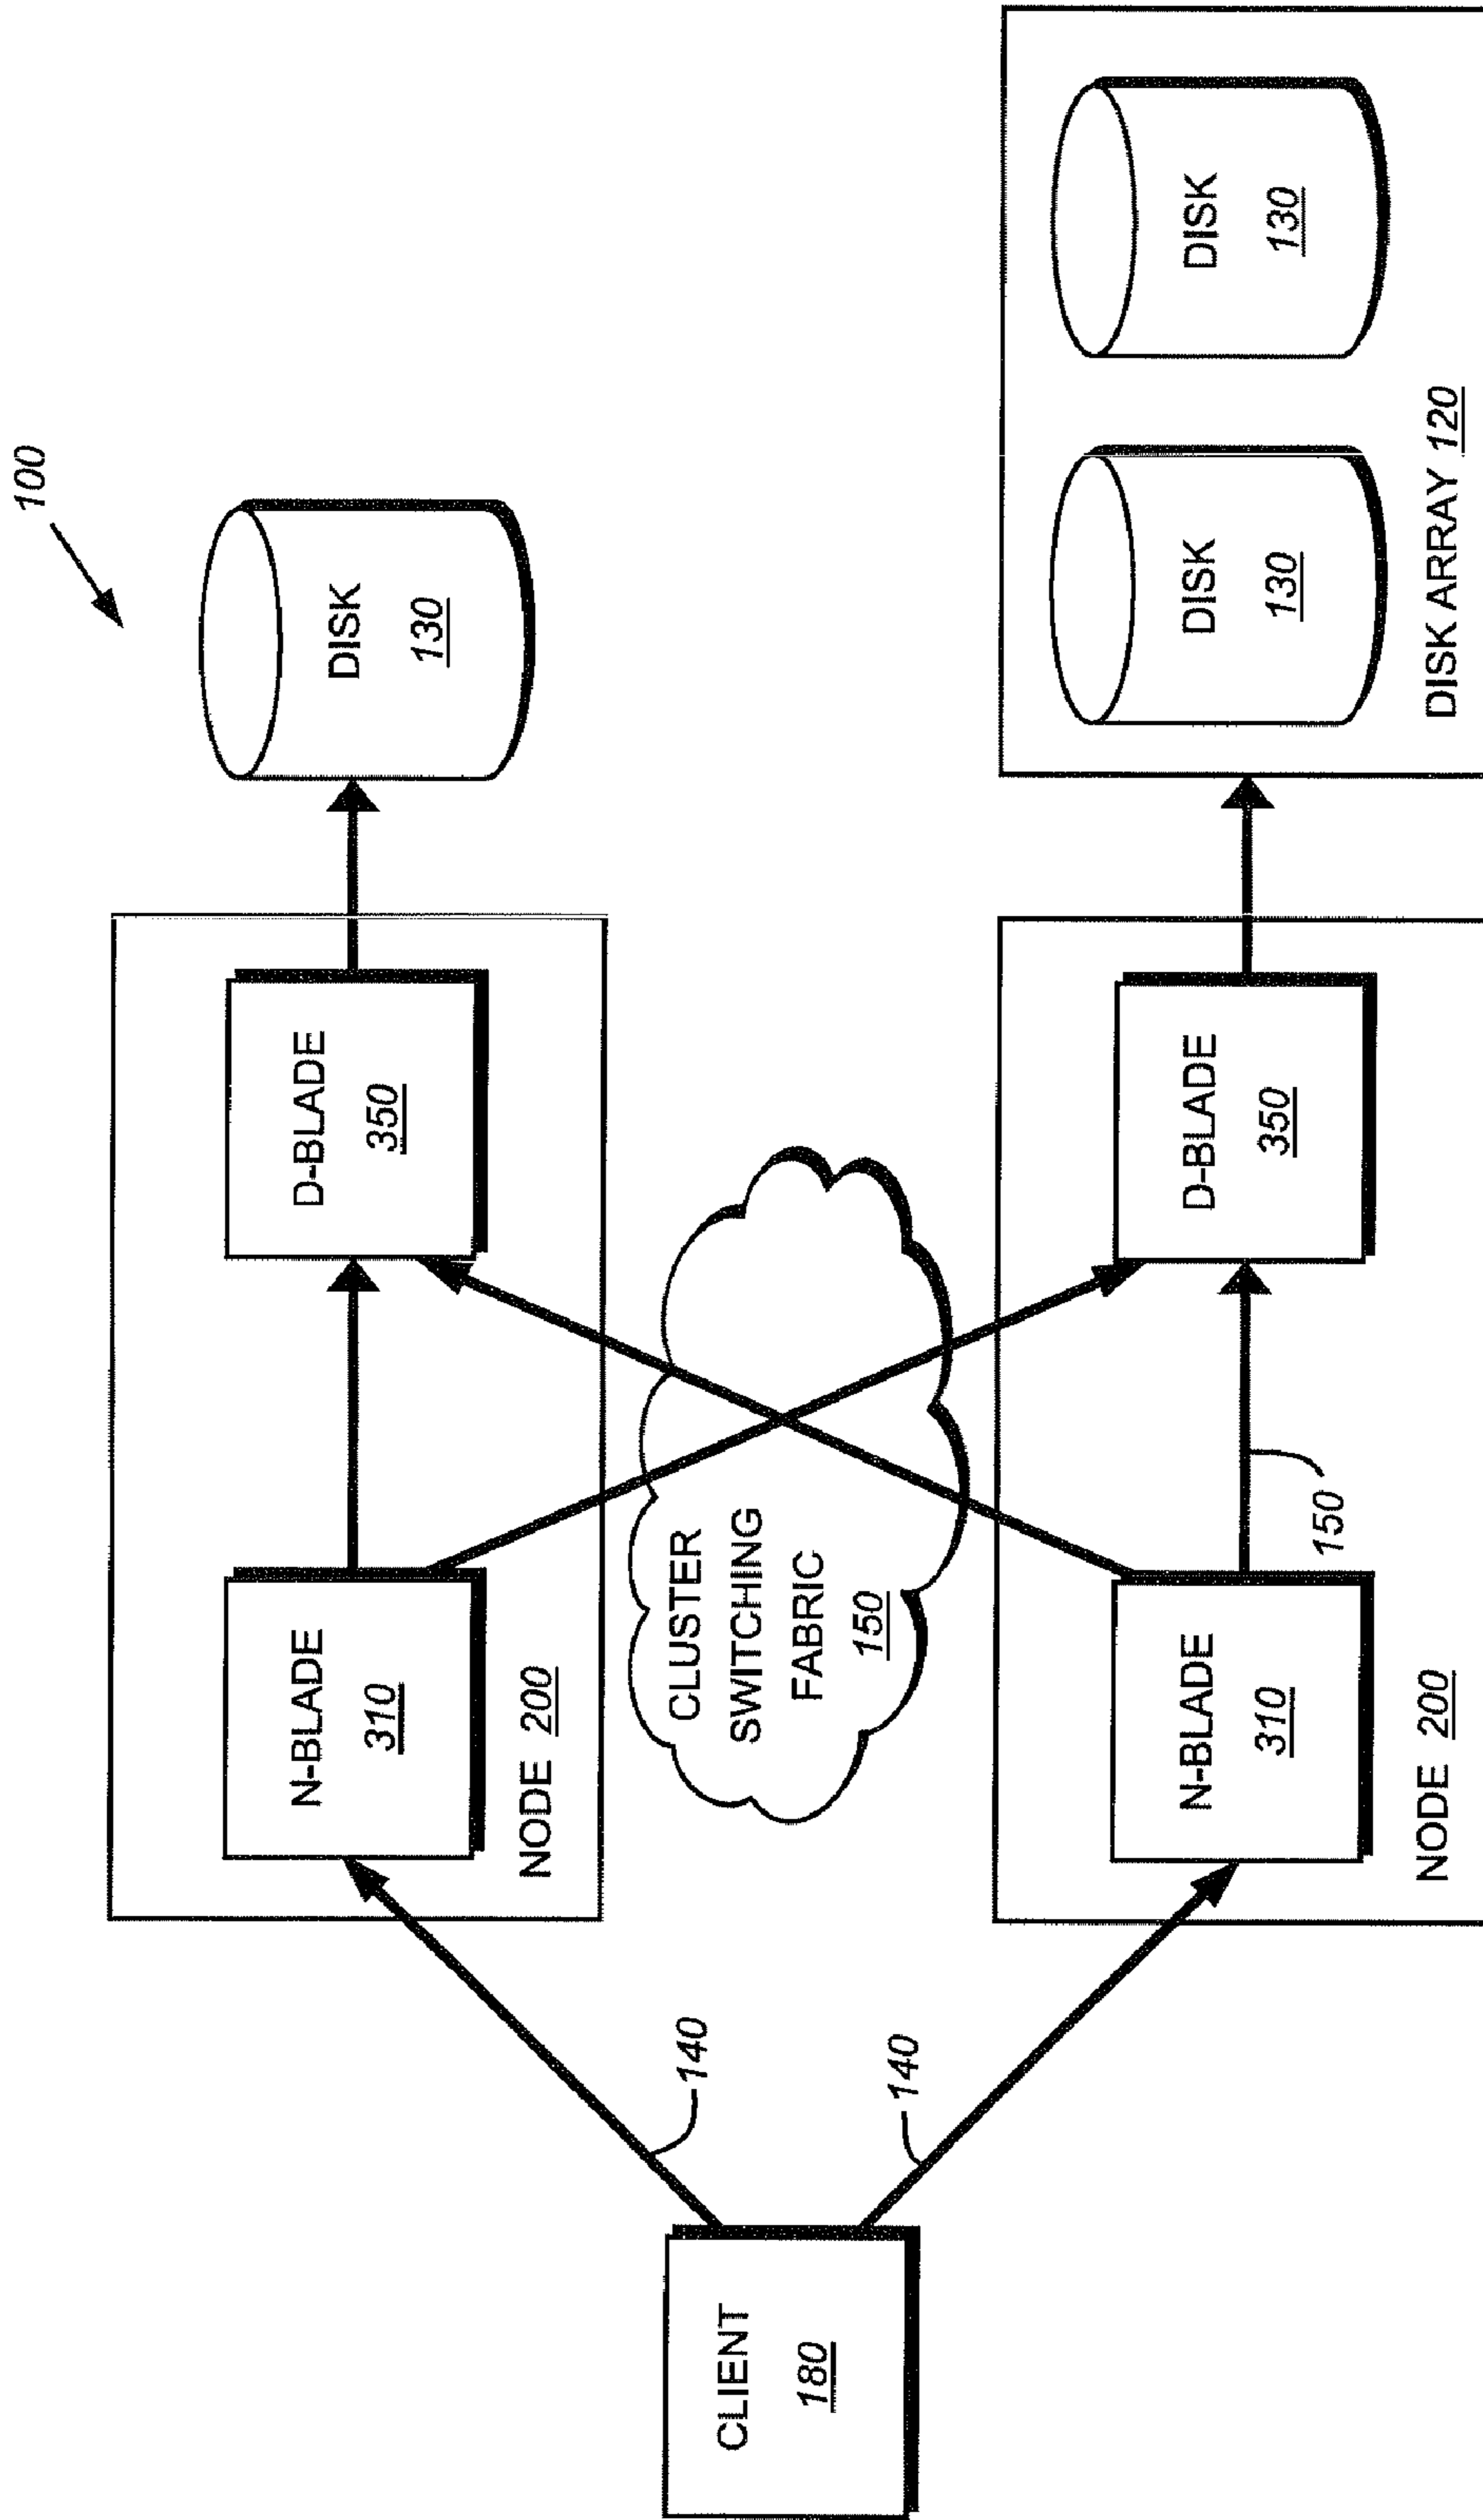 100
CLIENT
180
140
140
N-BLADE
310
D-BLADE
350
NODE 200
DISK
130
CLUSTER
SWITCHING
FABRIC
150
N-BLADE
310
150
D-BLADE
350
NODE 200
DISK
130
DISK
130
DISK ARRAY 120